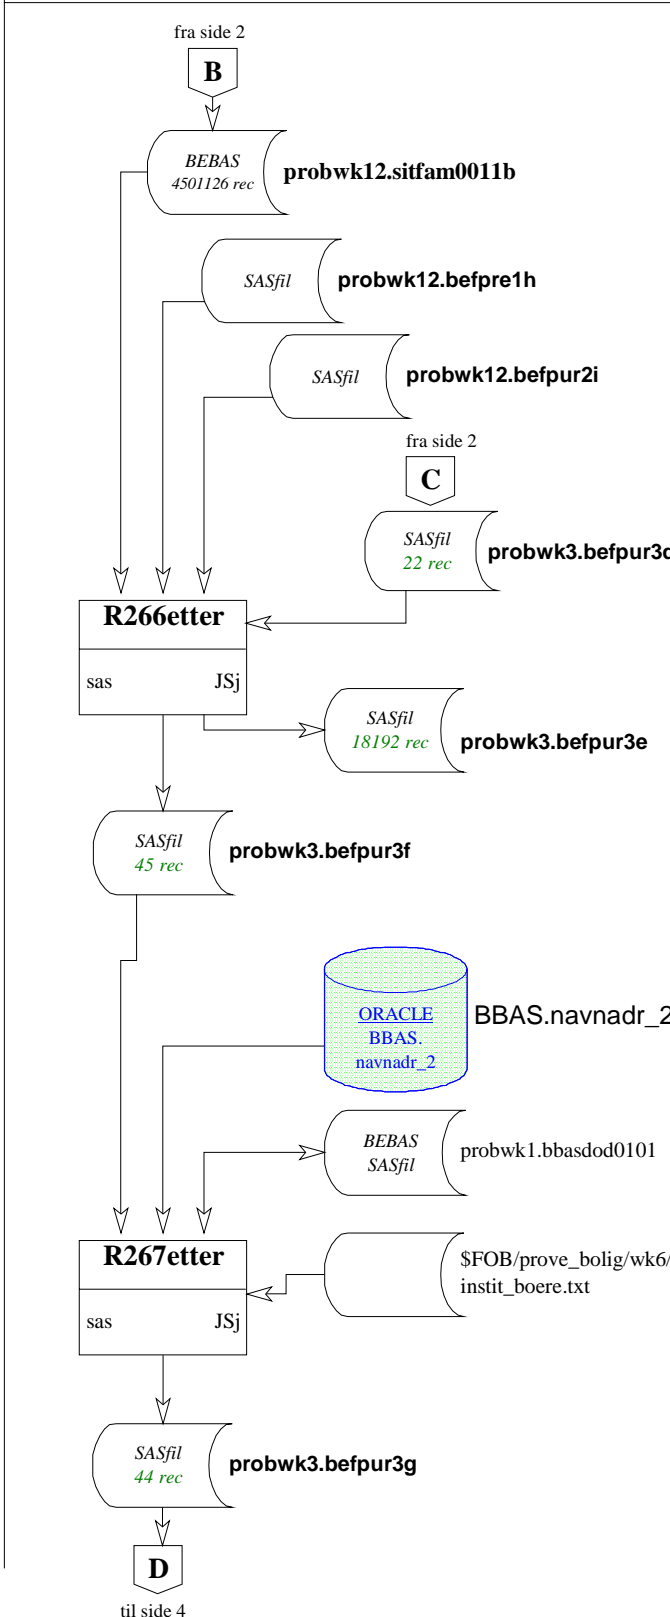 fra side 2
B
BEBAS
4501126 rec
probwk12.sitfam0011b
SASfil
probwk12.befpre1h
SASfil
probwk12.befpur2i
fra side 2
C
SASfil
22 rec
probwk3.befpur3d
R266etter
sas JSj
SASfil
18192 rec
probwk3.befpur3e
SASfil
45 rec
probwk3.befpur3f
ORACLE
BBAS.
navnadr_2
BBAS.navnadr_2
BEBAS
SASfil
probwk1.bbasdod0101
R267etter
sas JSj
$FOB/prove_bolig/wk6/
instit_boere.txt
SASfil
44 rec
probwk3.befpur3g
D
til side 4